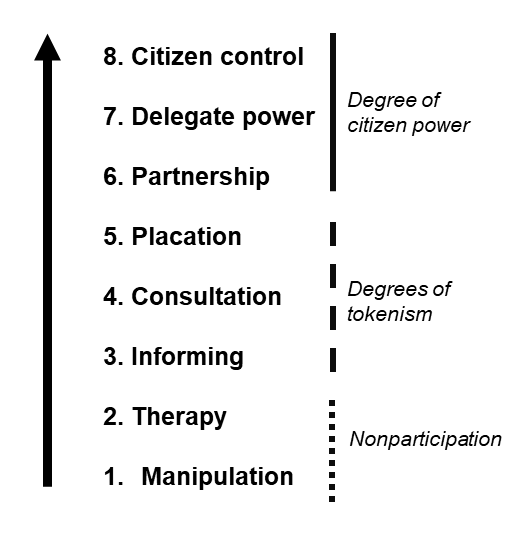 8. Citizen control
7. Delegate power
6. Partnership
5. Placation
4. Consultation
3. Informing
2. Therapy
1. Manipulation
Degree of
citizen power
Degrees of
tokenism
Nonparticipation